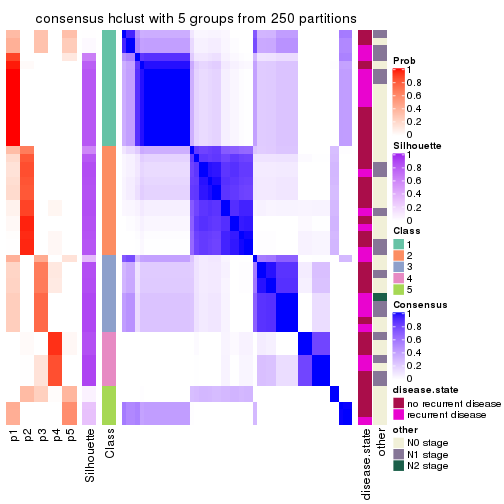 consensus hclust with 5 groups from 250 partitions
Prob
1
0.8
0.6
0.4
0.2
0
Silhouette
1
0.8
0.6
0.4
0.2
0
Class
1
2
3
4
5
Consensus
1
0.8
0.6
0.4
0.2
0
disease.state
no recurrent disease
recurrent disease
other
N0 stage
N1 stage
N2 stage
p1
p2
p3
p4
p5
Silhouette
Class
disease.state
other